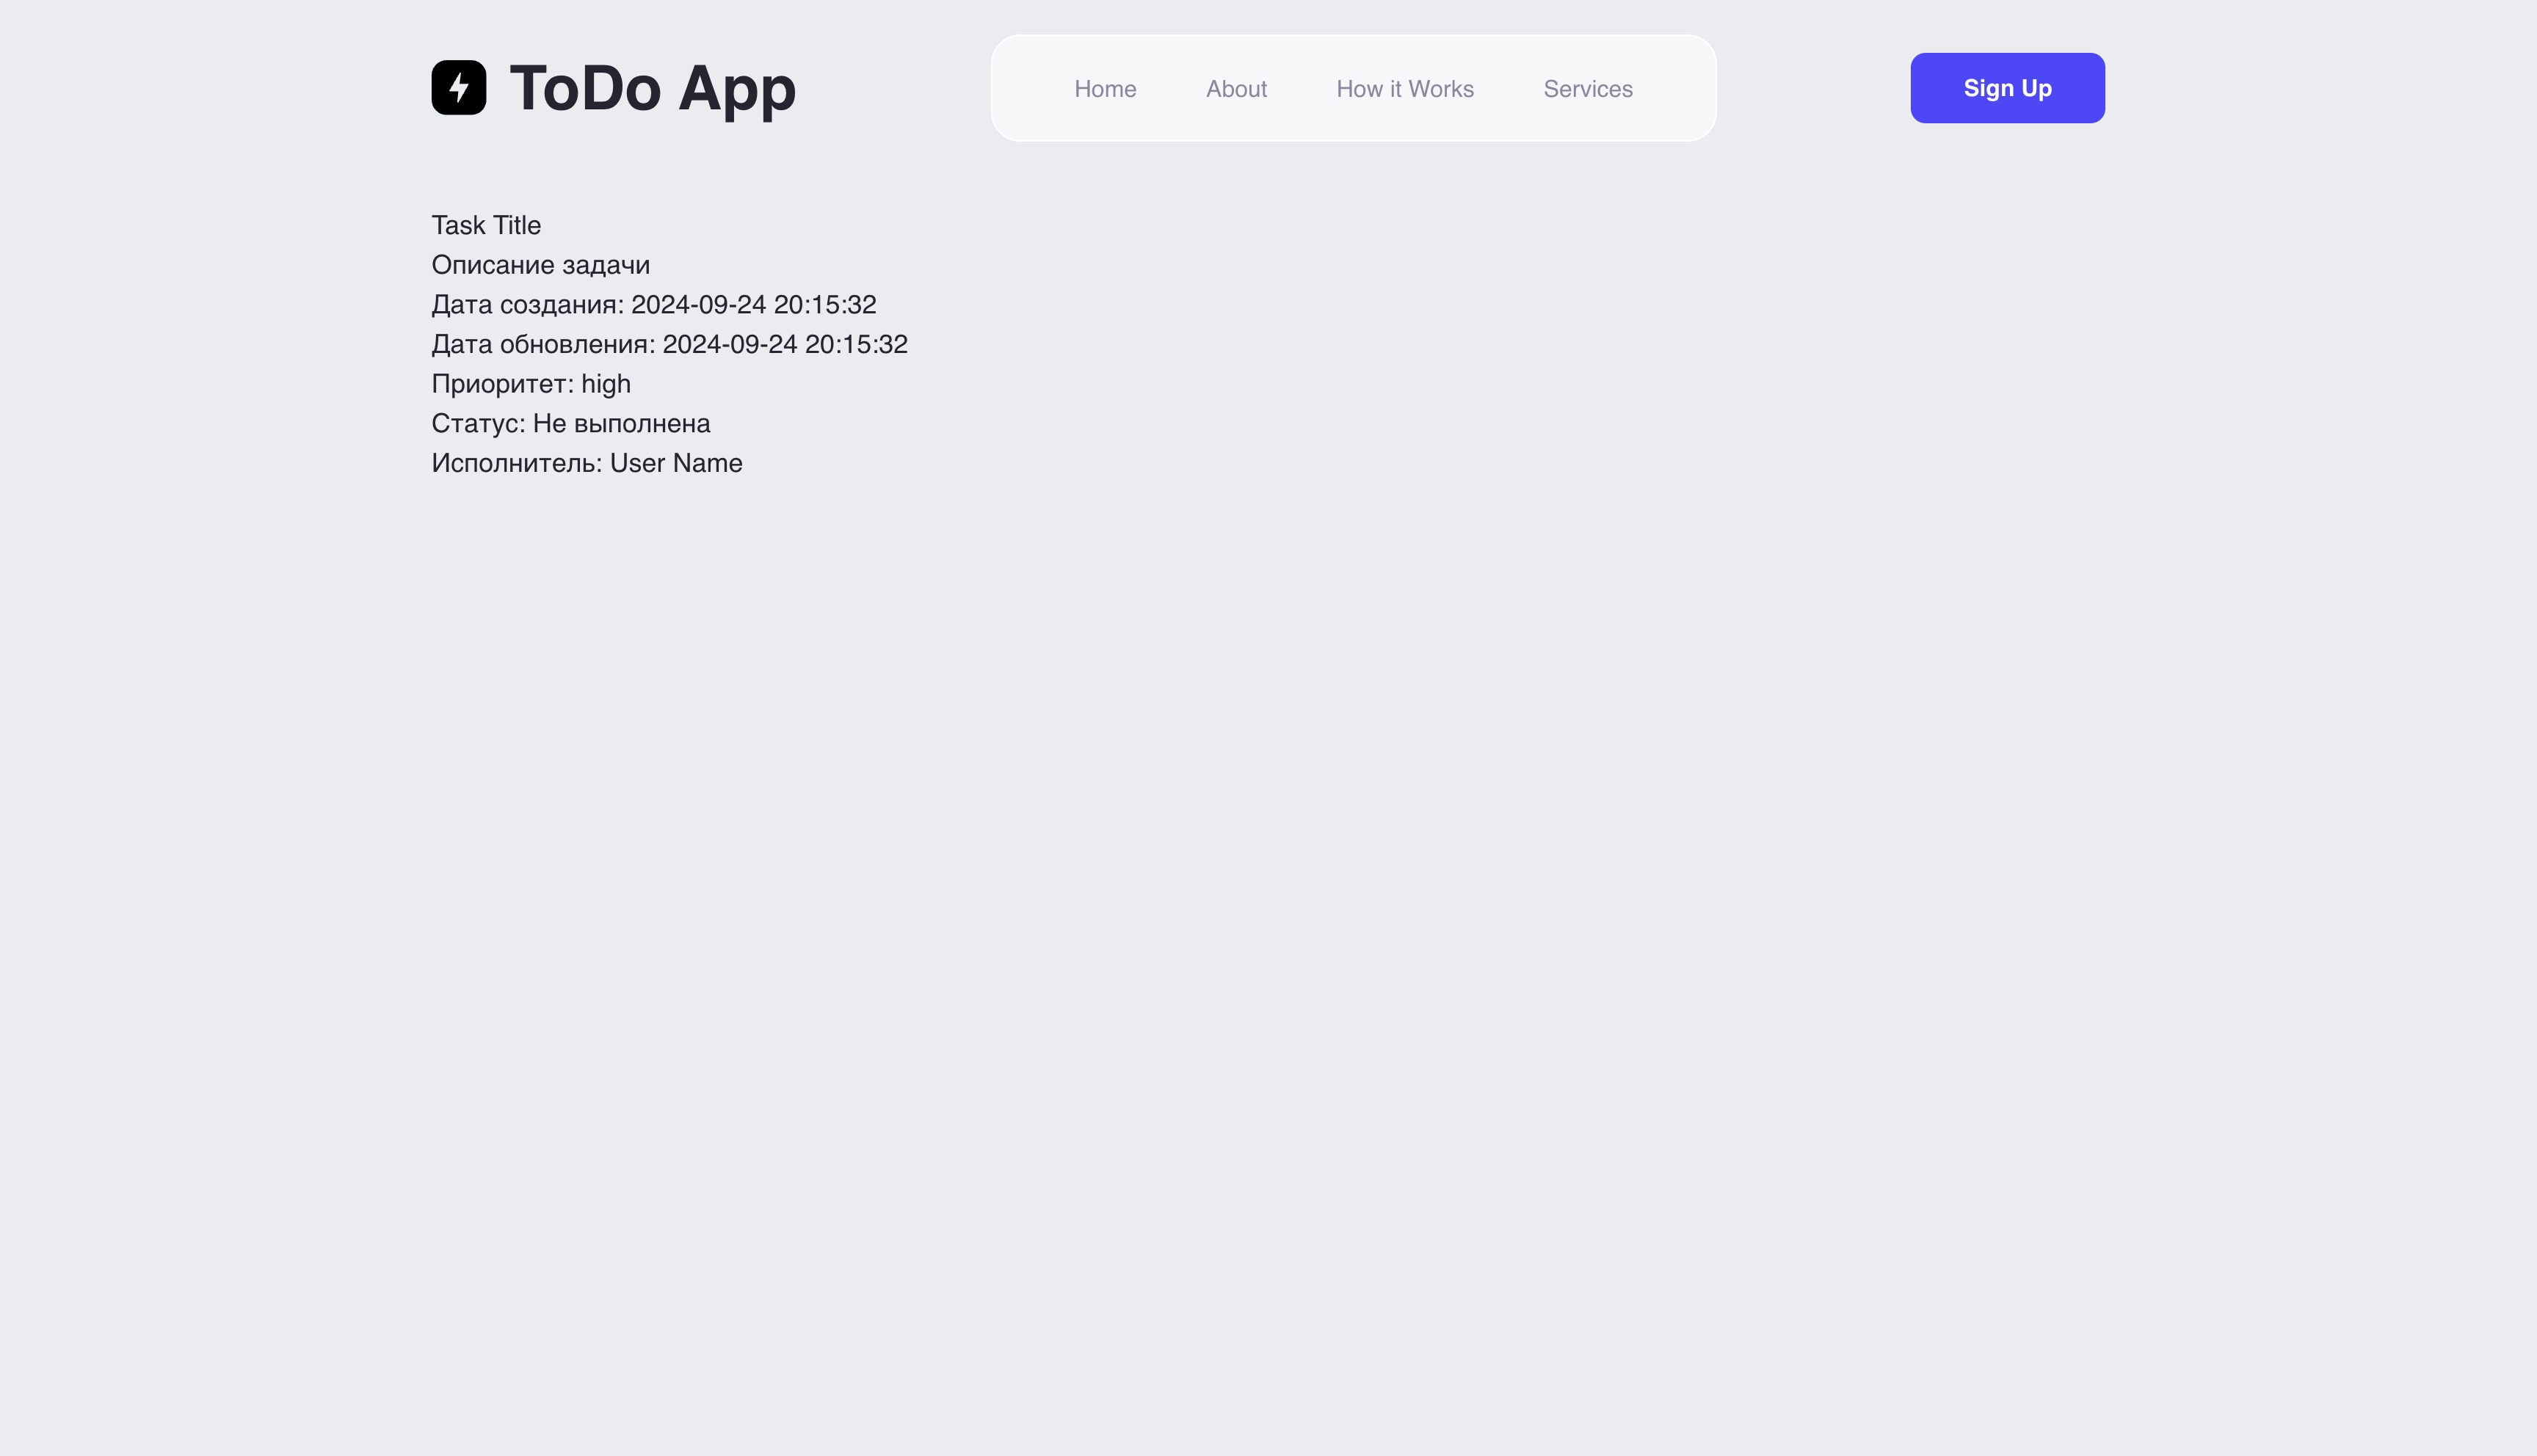 ToDo App
Home About How it Works Services
Sign Up
Task Title
Описание задачи
Дата создания: 2024-09-24 20:15:32
Дата обновления: 2024-09-24 20:15:32
Приоритет: high
Статус: Не выполнена
Исполнитель: User Name